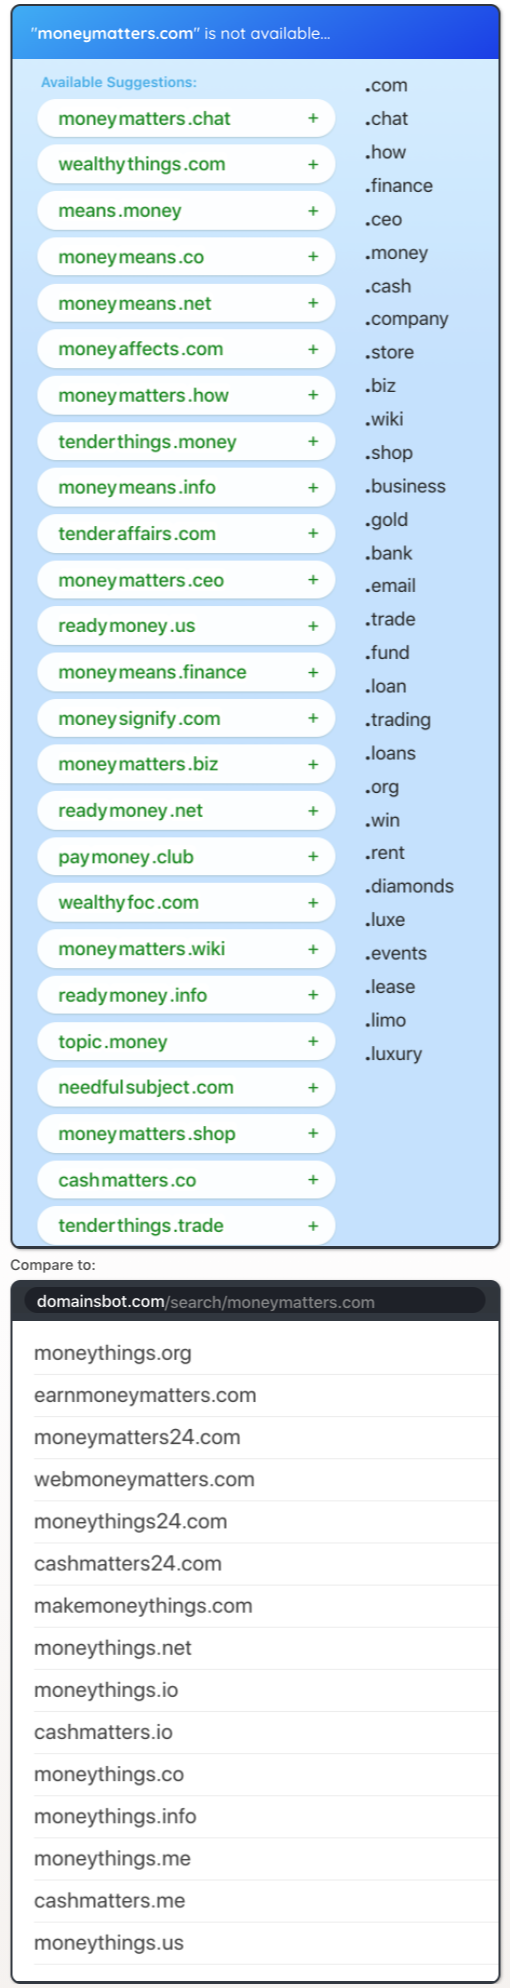 "moneymatters.com" is not available...
Available Suggestions:
moneymatters.chat +
wealthythings.com +
means.money +
moneymeans.co +
moneymeans.net +
moneyaffects.com +
moneymatters.how +
tenderthings.money +
moneymeans.info +
tenderaffairs.com +
moneymatters.ceo +
readymoney.us +
moneymeans.finance +
moneysignify.com +
moneymatters.biz +
readymoney.net +
paymoney.club +
wealthyfoc.com +
moneymatters.wiki +
readymoney.info +
topic.money +
needfulsubject.com +
moneymatters.shop +
cashmatters.co +
tenderthings.trade +
.com
.chat
.how
.finance
.ceo
.money
.cash
.company
.store
.biz
.wiki
.shop
.business
.gold
.bank
.email
.trade
.fund
.loan
.trading
.loans
.org
.win
.rent
.diamonds
.luxe
.events
.lease
.limo
.luxury
Compare to:
domainsbot.com/search/moneymatters.com
moneythings.org
earnmoneymatters.com
moneymatters24.com
webmoneymatters.com
moneythings24.com
cashmatters24.com
makemoneythings.com
moneythings.net
moneythings.io
cashmatters.io
moneythings.co
moneythings.info
moneythings.me
cashmatters.me
moneythings.us